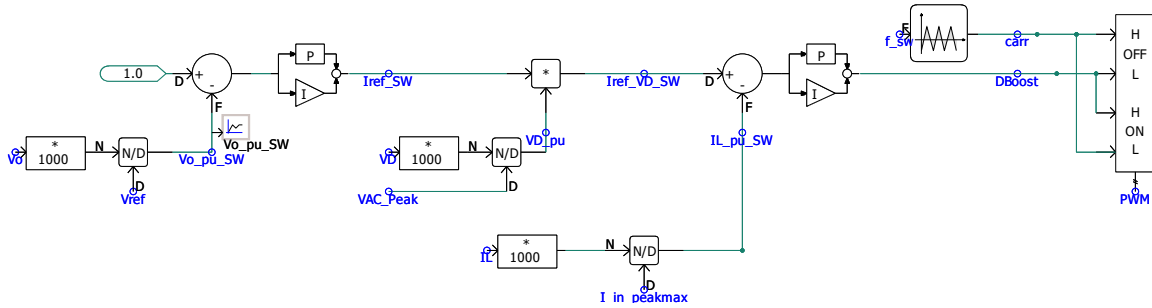 f_sw
F
carr
H
OFF
L
H
ON
L
PWM
1.0
D
+
-
F
P
I
Iref_SW
*
Iref_VD_SW
D
+
-
F
P
I
DBoost
Vo_pu_SW
Vo
*
1000
N
N/D
D
Vref
Vo_pu_SW
VD
*
1000
N
N/D
D
VD_pu
VAC_Peak
IL_pu_SW
IL
*
1000
N
N/D
D
I_in_peakmax